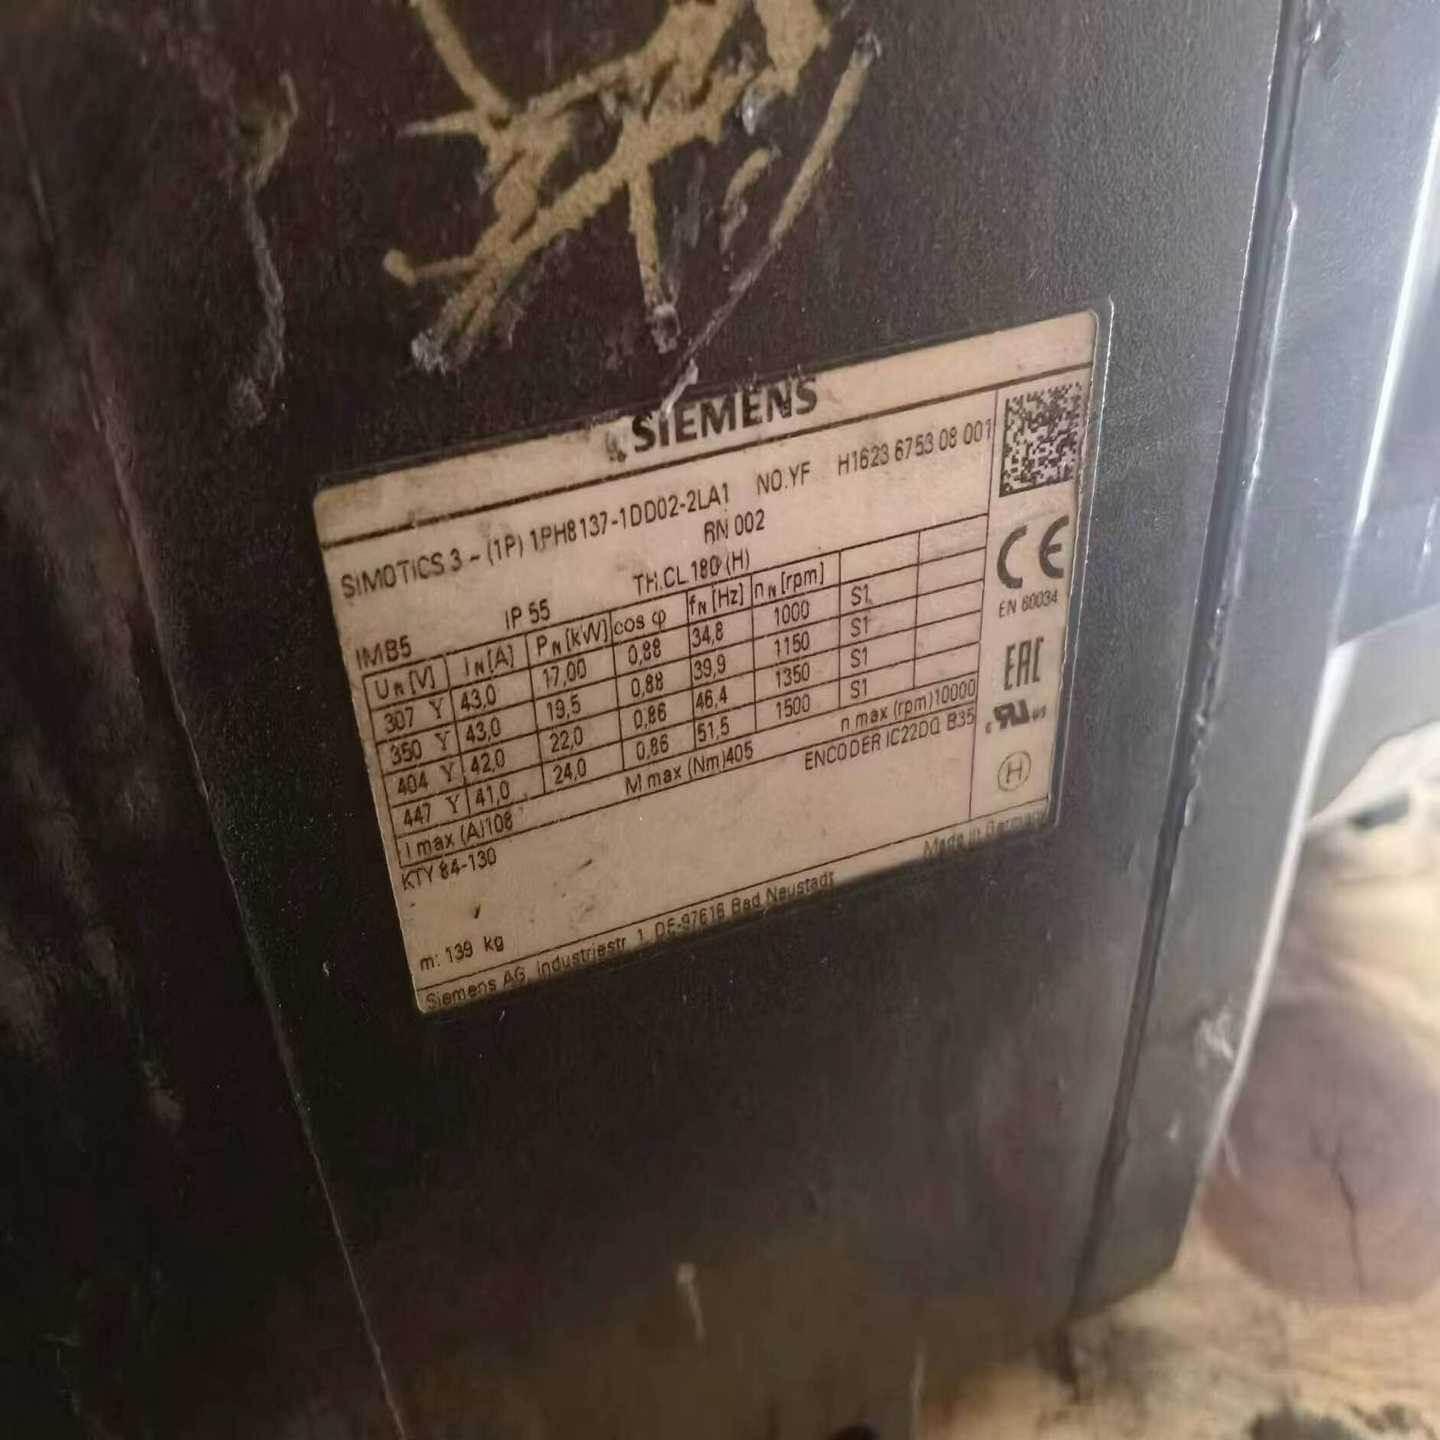 SIEMENS
SIMOTICS 3 ~ (1P) 1PH8137-1DD02-2LA1 NO.YF H1623 6753 08 001
RN 002
IMB5 IP 55 TH.CL.180 (H)
U N [V] I N [A] P N [kW] cos φ f N [Hz] n N [rpm]
307 Y 43,0 17,00 0,88 34,8 1000 S1
350 Y 43,0 19,5 0,88 39,9 1150 S1
404 Y 42,0 22,0 0,86 46,4 1350 S1
447 Y 41,0 24,0 0,86 51,5 1500 S1
I max (A)108 M max (Nm)405 n max (rpm)10000
KTY 84-130 ENCODER IC22DQ B35
m: 139 kg
Made in Germany
Siemens AG, Industriestr. 1, DE-97616 Bad Neustadt
CE
EN 60034
EAC
c RU us
H